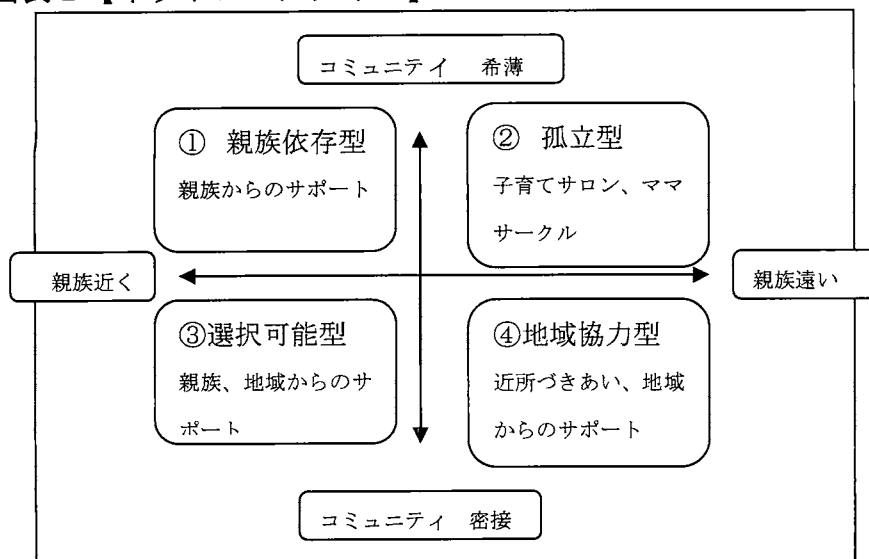 コミュニテイ　希薄
①　親族依存型
親族からのサポート
②　孤立型
子育てサロン、ママ
サークル
親族近く
親族遠い
③選択可能型
親族、地域からのサ
ポート
④地域協力型
近所づきあい、地域
からのサポート
コミュニティ　密接